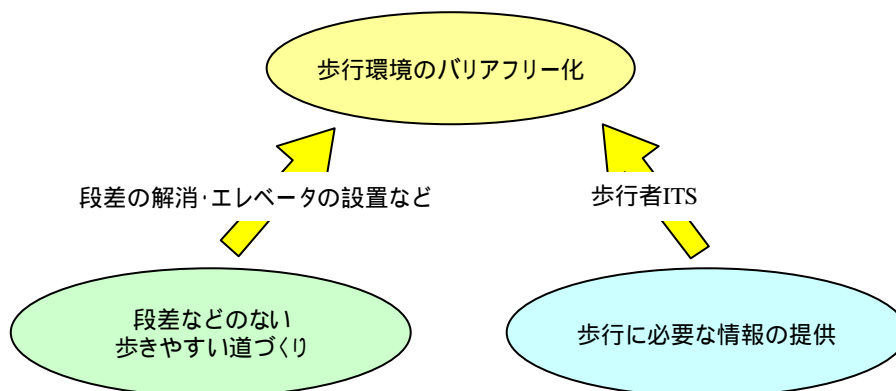 歩行環境のバリアフリー化
段差の解消・エレベータの設置など
歩行者ITS
段差などのない
歩きやすい道づくり
歩行に必要な情報の提供